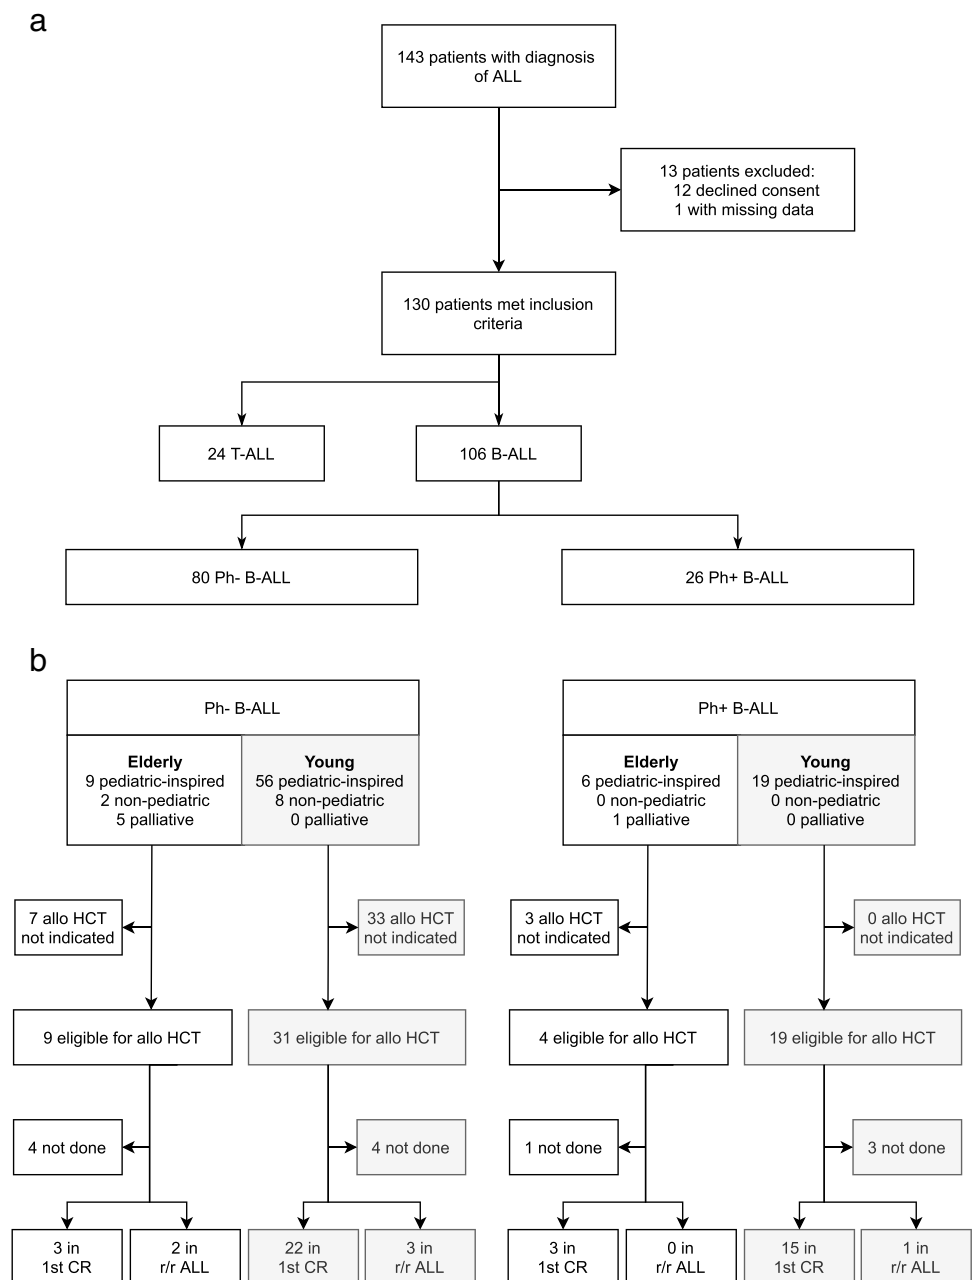 a
143 patients with diagnosis
of ALL
13 patients excluded:
12 declined consent
1 with missing data
130 patients met inclusion
criteria
24 T-ALL
106 B-ALL
80 Ph- B-ALL
26 Ph+ B-ALL
b
Ph- B-ALL
Elderly
9 pediatric-inspired
2 non-pediatric
5 palliative
Young
56 pediatric-inspired
8 non-pediatric
0 palliative
7 allo HCT
not indicated
33 allo HCT
not indicated
9 eligible for allo HCT
31 eligible for allo HCT
4 not done
4 not done
3 in
1st CR
2 in
r/r ALL
22 in
1st CR
3 in
r/r ALL
Ph+ B-ALL
Elderly
6 pediatric-inspired
0 non-pediatric
1 palliative
Young
19 pediatric-inspired
0 non-pediatric
0 palliative
3 allo HCT
not indicated
0 allo HCT
not indicated
4 eligible for allo HCT
19 eligible for allo HCT
1 not done
3 not done
3 in
1st CR
0 in
r/r ALL
15 in
1st CR
1 in
r/r ALL